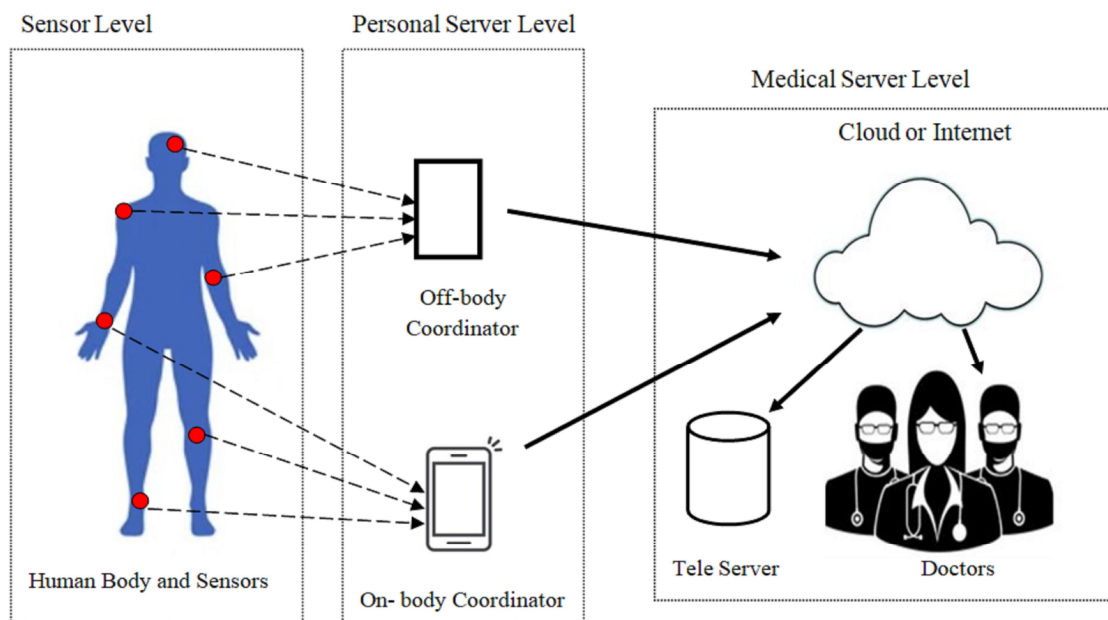 Sensor Level
Personal Server Level
Medical Server Level
Cloud or Internet
Off-body
Coordinator
Human Body and Sensors
On- body Coordinator
Tele Server
Doctors